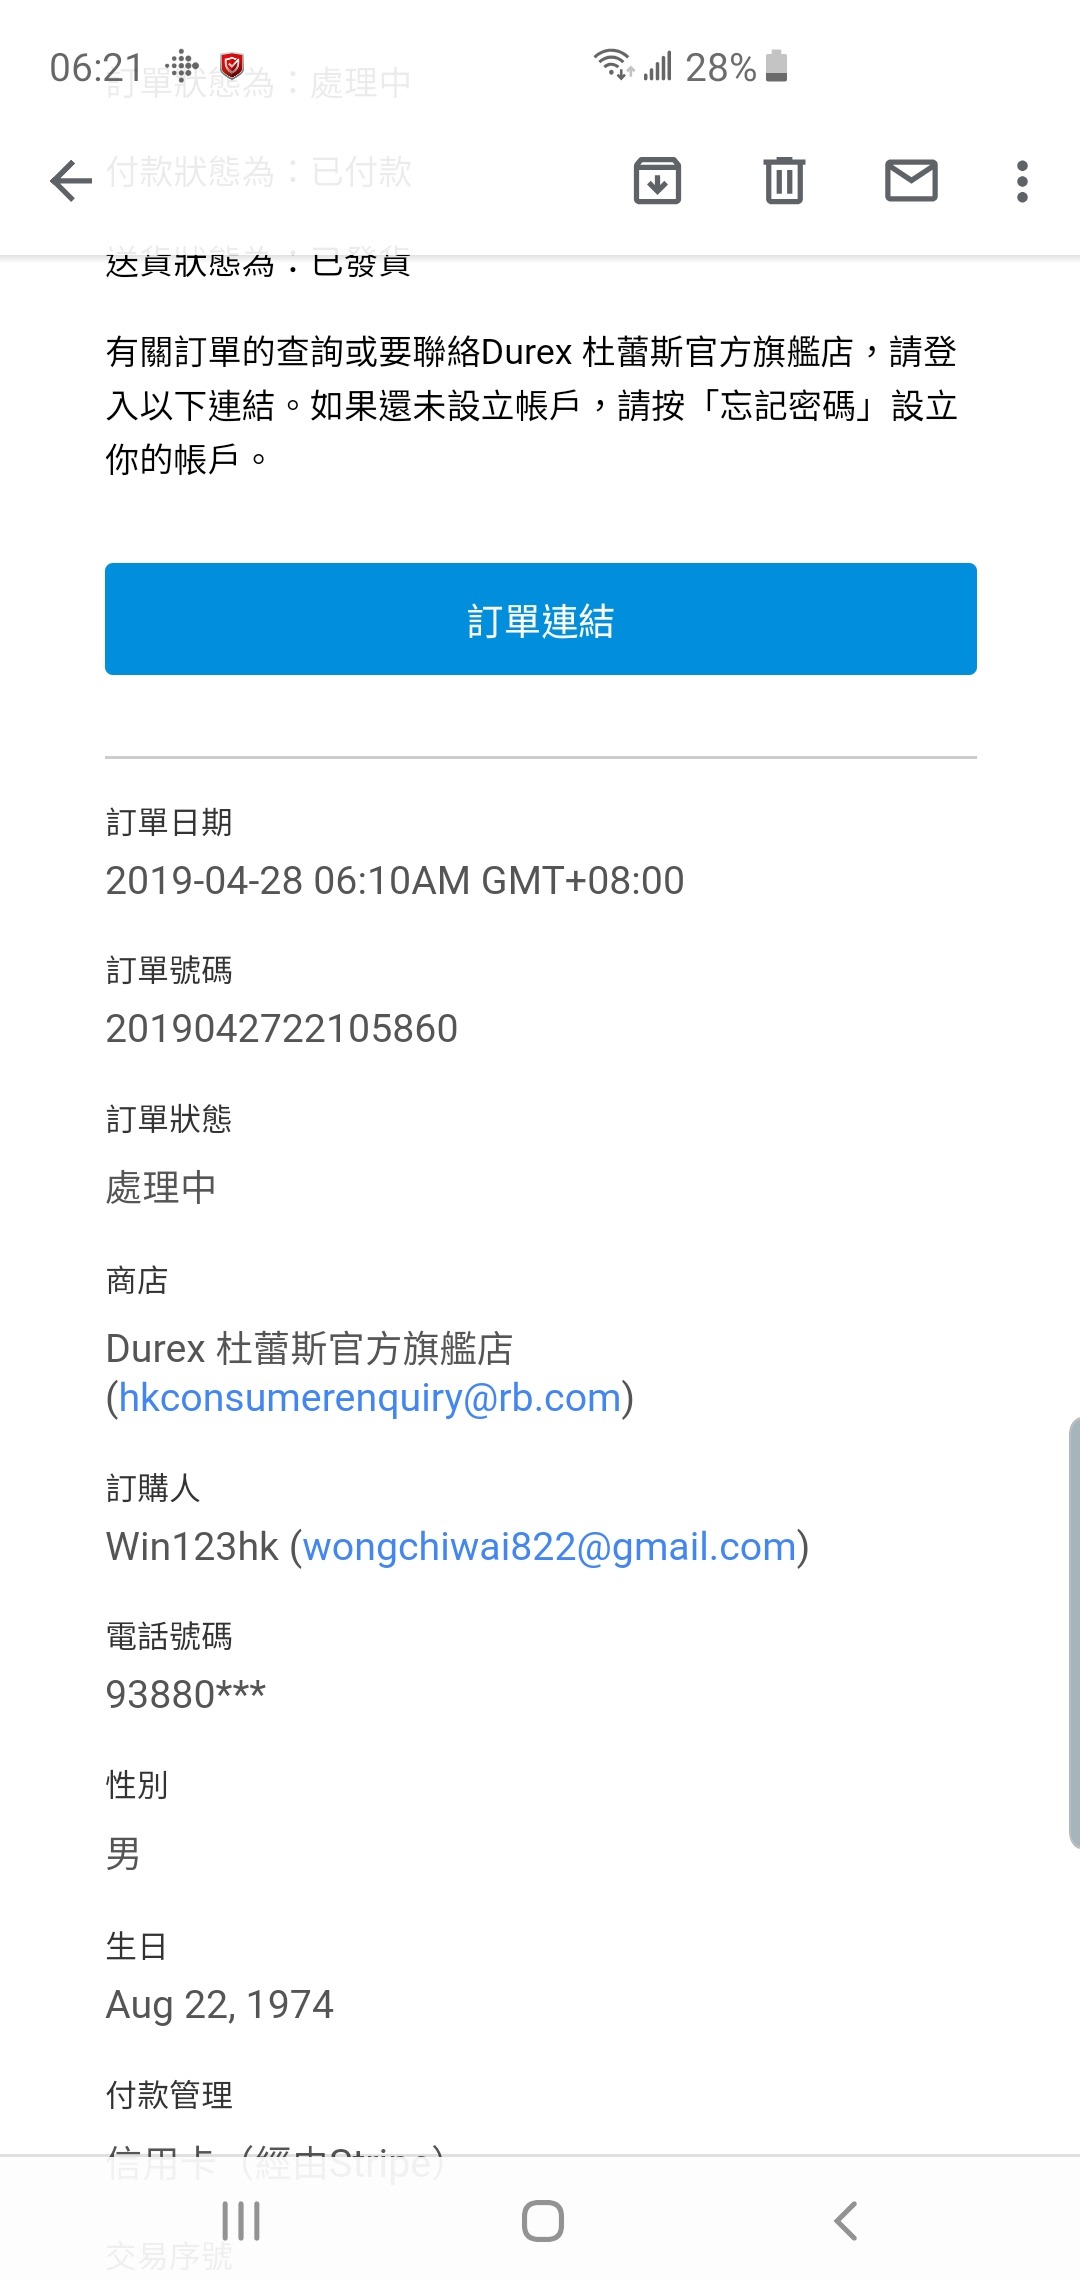 06:21
28%
訂單狀態為：處理中
付款狀態為：已付款
送貨狀態為：已發貨
有關訂單的查詢或要聯絡Durex 杜蕾斯官方旗艦店，請登
入以下連結。如果還未設立帳戶，請按「忘記密碼」設立
你的帳戶。
訂單連結
訂單日期
2019-04-28 06:10AM GMT+08:00
訂單號碼
2019042722105860
訂單狀態
處理中
商店
Durex 杜蕾斯官方旗艦店
(hkconsumerenquiry@rb.com)
訂購人
Win123hk (wongchiwai822@gmail.com)
電話號碼
93880***
性別
男
生日
Aug 22, 1974
付款管理
信用卡（經由Stripe）
交易序號